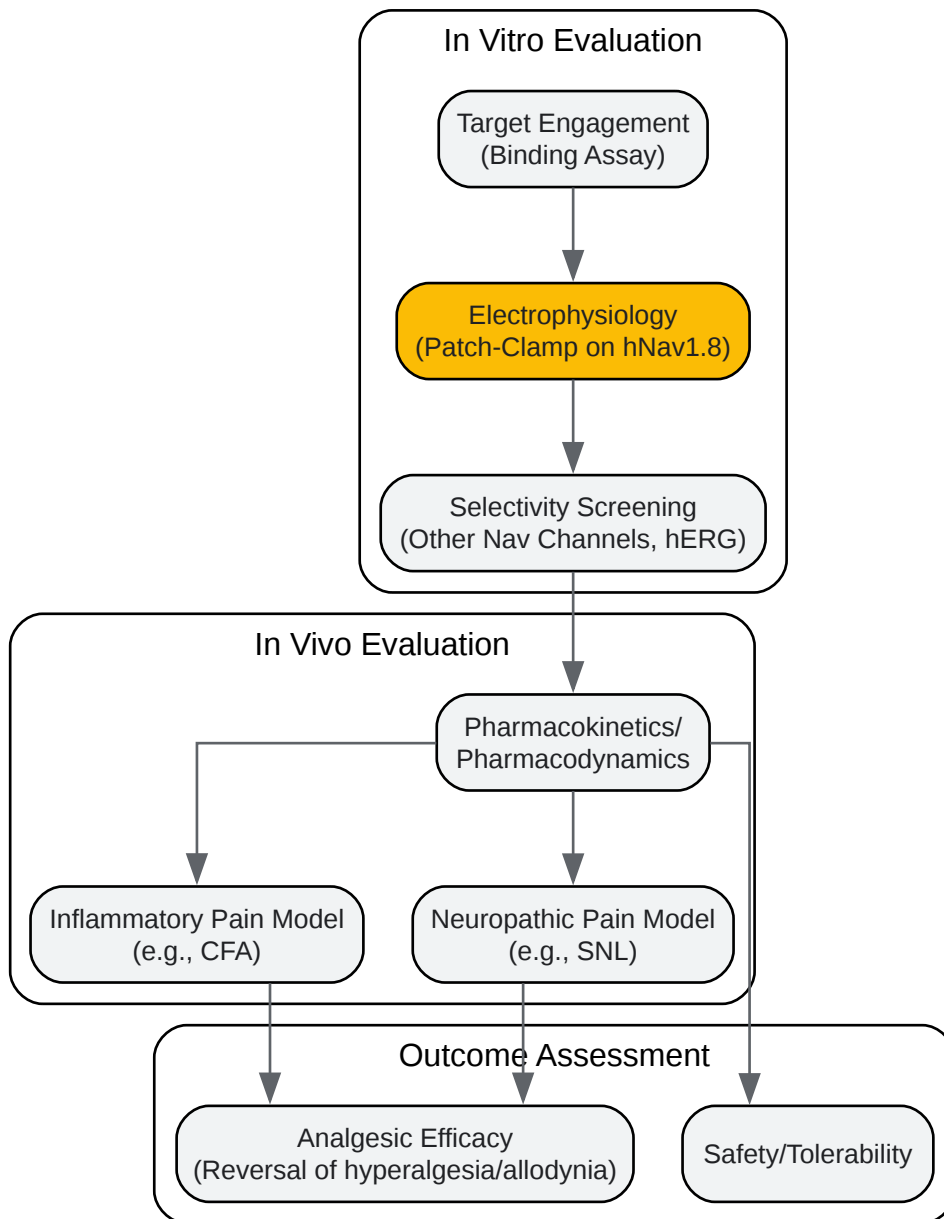 In Vitro Evaluation
Target Engagement
(Binding Assay)
Electrophysiology
(Patch-Clamp on hNav1.8)
Selectivity Screening
(Other Nav Channels, hERG)
In Vivo Evaluation
Pharmacokinetics/
Pharmacodynamics
Inflammatory Pain Model
(e.g., CFA)
Neuropathic Pain Model
(e.g., SNL)
Outcome Assessment
Analgesic Efficacy
(Reversal of hyperalgesia/allodynia)
Safety/Tolerability